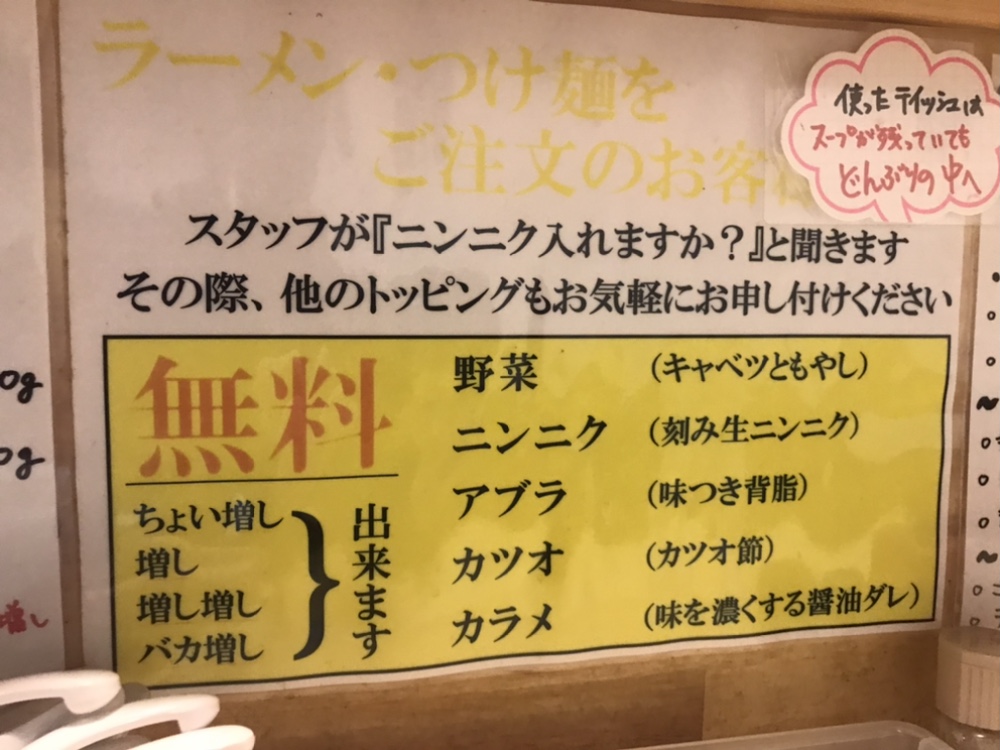 ラーメン・つけ麺を
ご注文のお客
使ったティッシュは
スープが残っていても
どんぶりの中へ
スタッフが『ニンニク入れますか？』と聞きます
その際、他のトッピングもお気軽にお申し付けください
無料
ちょい増し
増し
増し増し
バカ増し
出来ます
野菜 (キャベツともやし)
ニンニク (刻み生ニンニク)
アブラ (味つき背脂)
カツオ (カツオ節)
カラメ (味を濃くする醤油ダレ)
0g
0g
増し